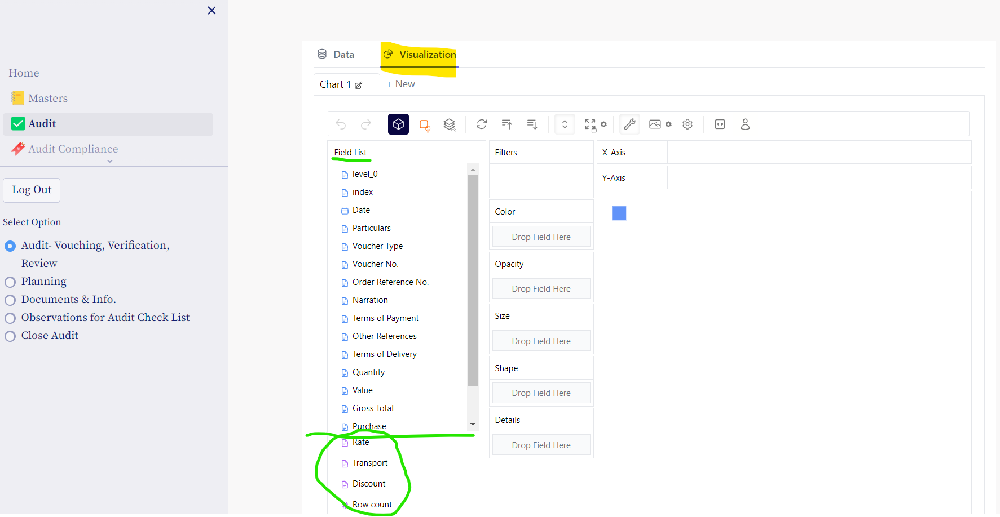 Home
Masters
Audit
Audit Compliance
Log Out
Select Option
Audit- Vouching, Verification,
Review
Planning
Documents & Info.
Observations for Audit Check List
Close Audit
Data
Visualization
Chart 1
+ New
Field List
level_0
index
Date
Particulars
Voucher Type
Voucher No.
Order Reference No.
Narration
Terms of Payment
Other References
Terms of Delivery
Quantity
Value
Gross Total
Purchase
Rate
Transport
Discount
# Row count
Filters
Color
Drop Field Here
Opacity
Drop Field Here
Size
Drop Field Here
Shape
Drop Field Here
Details
Drop Field Here
X-Axis
Y-Axis